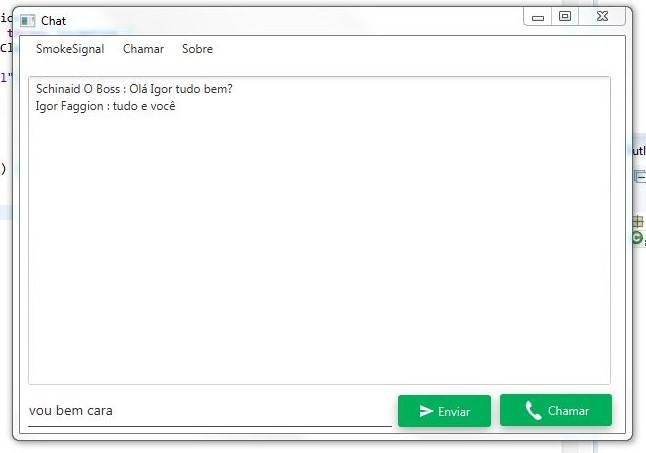 Chat
SmokeSignal Chamar Sobre
Schinaid O Boss : Olá Igor tudo bem?
Igor Faggion : tudo e você
vou bem cara
Enviar
Chamar